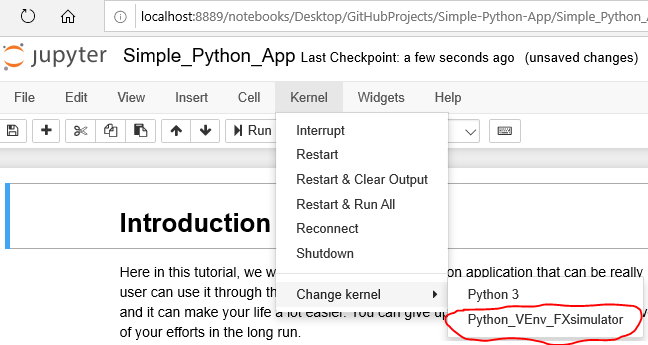 localhost:8889/notebooks/Desktop/GitHubProjects/Simple-Python-App/Simple_Python_A
jupyter Simple_Python_App Last Checkpoint: a few seconds ago (unsaved changes)
File Edit View Insert Cell Kernel Widgets Help
Run
Interrupt
Restart
Restart & Clear Output
Restart & Run All
Reconnect
Shutdown
Change kernel
Python 3
Python_VEnv_FXsimulator
Introduction
Here in this tutorial, we w on application that can be really
user can use it through th
and it can make your life a lot easier. You can give up
of your efforts in the long run.